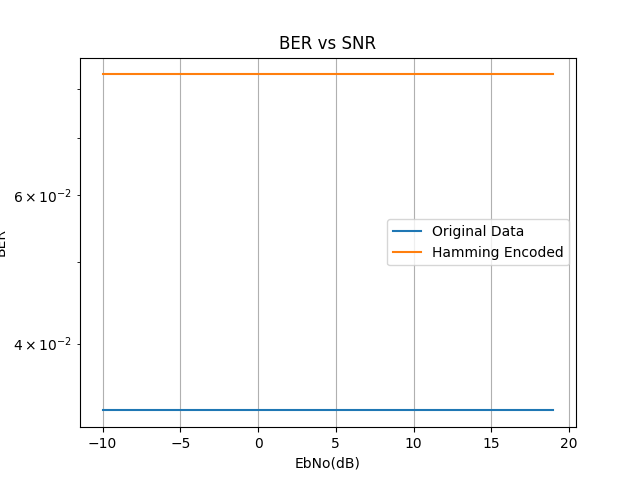 BER vs SNR
6 × 10⁻²
4 × 10⁻²
BER
Original Data
Hamming Encoded
−10 −5 0 5 10 15 20
EbNo(dB)